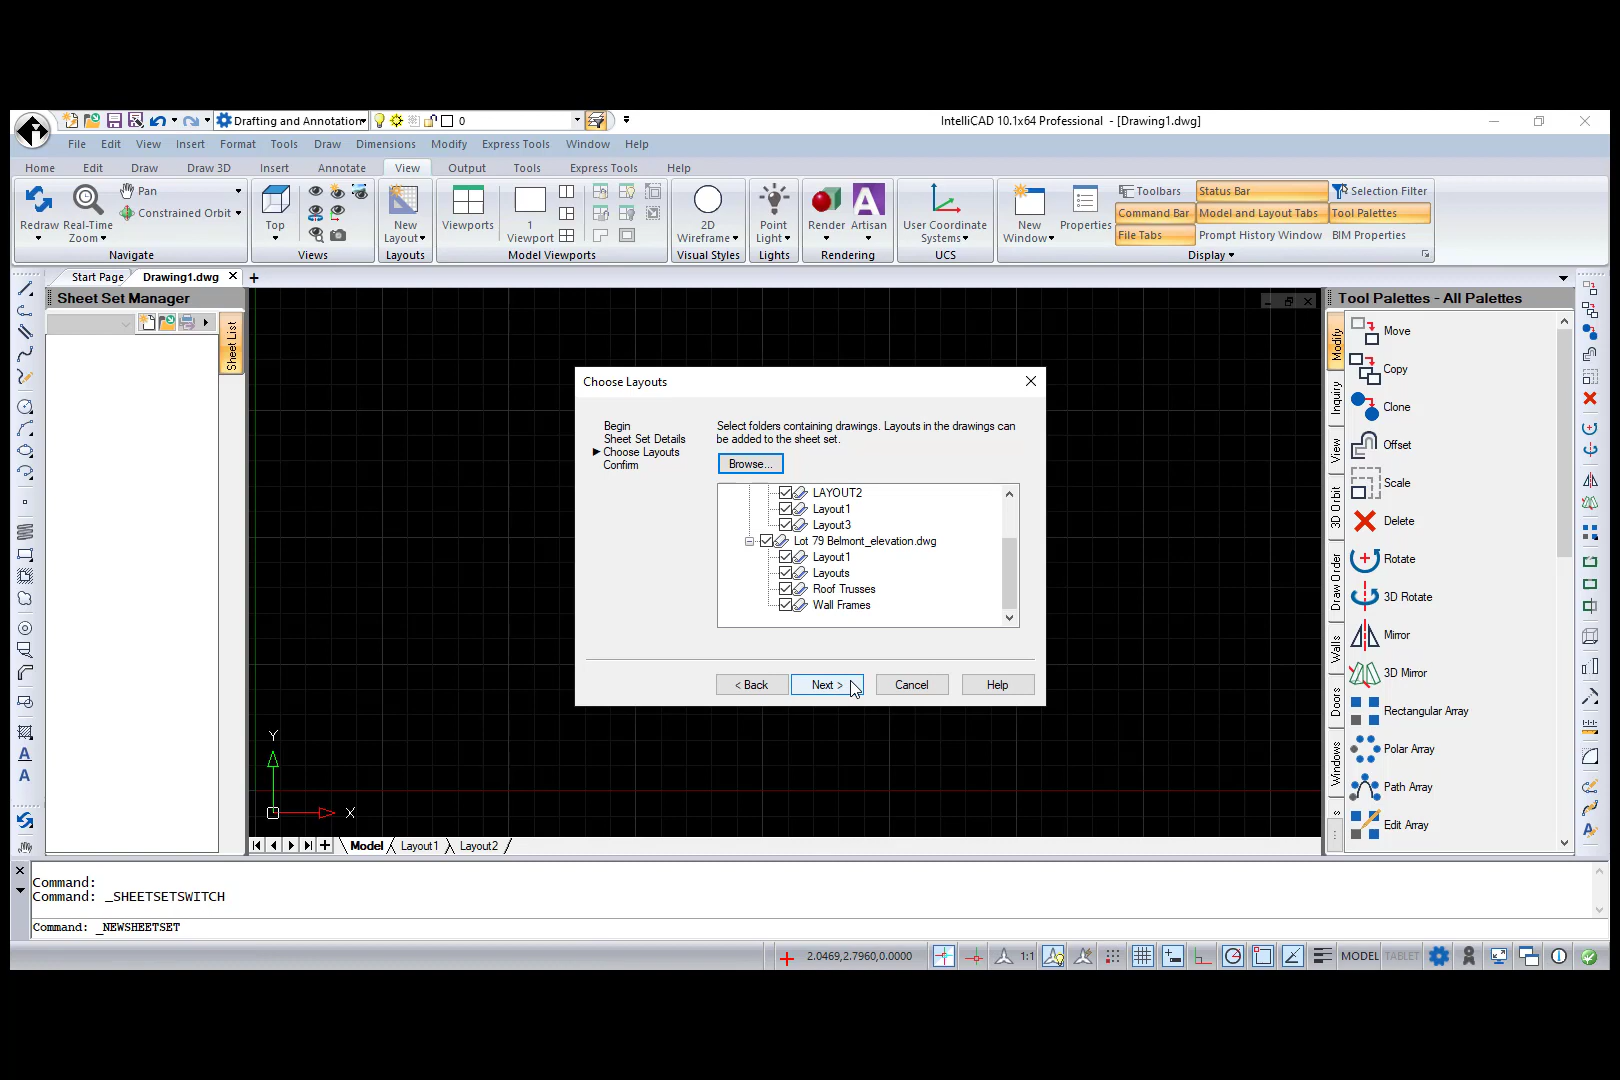 Drafting and Annotation
0
IntelliCAD 10.1x64 Professional - [Drawing1.dwg]
File Edit View Insert Format Tools Draw Dimensions Modify Express Tools Window Help
Home Edit Draw Draw 3D Insert Annotate View Output Tools Express Tools Help
Redraw
Real-Time Zoom
Pan
Constrained Orbit
Navigate
Top
Views
New Layout
Layouts
Viewports
1 Viewport
Model Viewports
2D Wireframe
Visual Styles
Point Light
Lights
Render
Artisan
Rendering
User Coordinate Systems
UCS
New Window
Properties
Toolbars
Status Bar
Selection Filter
Command Bar
Model and Layout Tabs
Tool Palettes
File Tabs
Prompt History Window
BIM Properties
Display
Start Page
Drawing1.dwg
Sheet Set Manager
Sheet List
Choose Layouts
Begin
Sheet Set Details
Choose Layouts
Confirm
Select folders containing drawings. Layouts in the drawings can
be added to the sheet set.
Browse...
LAYOUT2
Layout1
Layout3
Lot 79 Belmont_elevation.dwg
Layout1
Layouts
Roof Trusses
Wall Frames
< Back
Next >
Cancel
Help
Y
X
Model
Layout1
Layout2
Tool Palettes - All Palettes
Modify
Inquiry
View
3D Orbit
Draw Order
Walls
Doors
Windows
Move
Copy
Clone
Offset
Scale
Delete
Rotate
3D Rotate
Mirror
3D Mirror
Rectangular Array
Polar Array
Path Array
Edit Array
Command:
Command: _SHEETSETSWITCH
Command: _NEWSHEETSET
2.0469,2.7960,0.0000
1:1
MODEL
TABLET